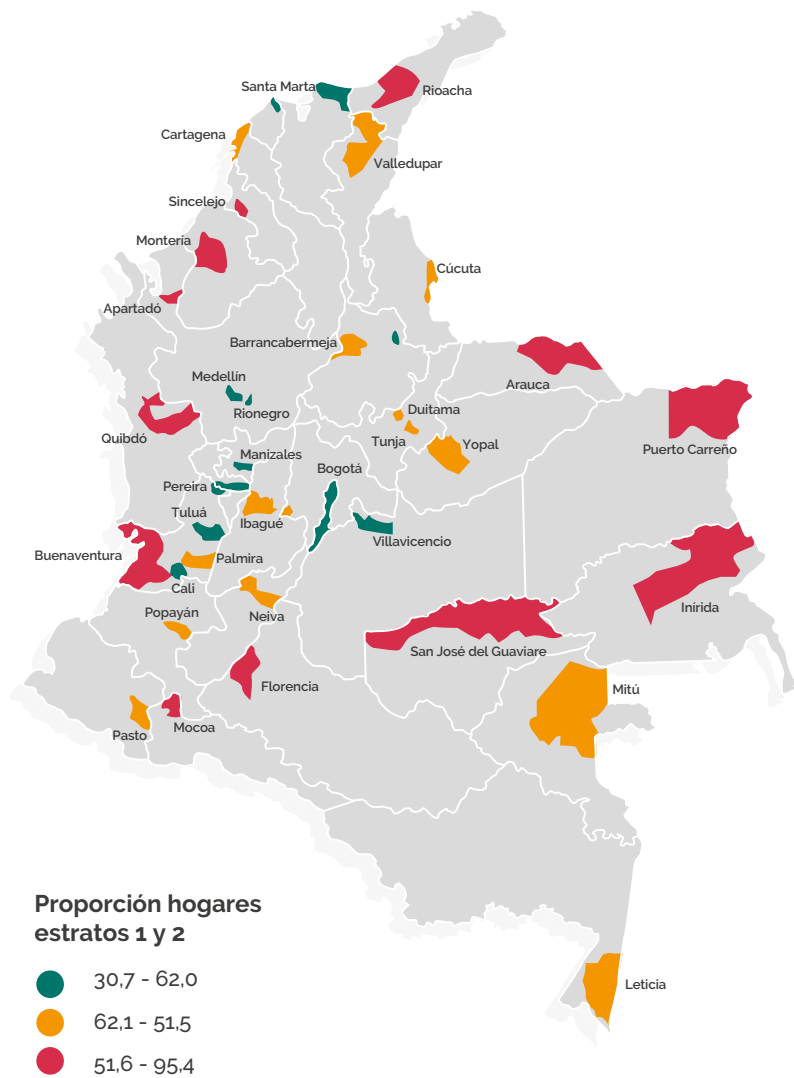 Santa Marta
Rioacha
Cartagena
Valledupar
Sincelejo
Montería
Cúcuta
Apartadó
Barrancabermeja
Arauca
Medellín
Rionegro
Duitama
Quibdó
Tunja
Yopal
Puerto Carreño
Manizales
Bogotá
Pereira
Tuluá
Ibagué
Villavicencio
Buenaventura
Palmira
Cali
Popayán
Neiva
Inírida
San José del Guaviare
Florencia
Mitú
Mocoa
Pasto
Proporción hogares
estratos 1 y 2
30,7 - 62,0
Leticia
62,1 - 51,5
51,6 - 95,4